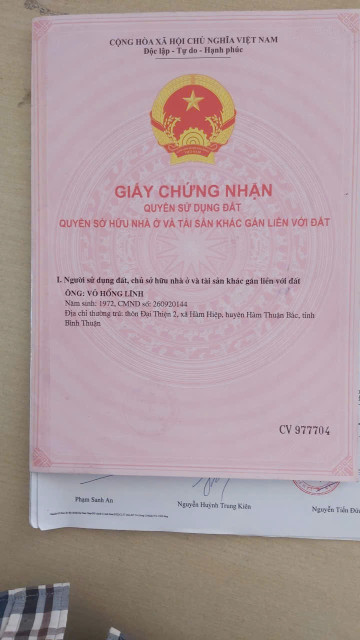 CỘNG HÒA XÃ HỘI CHỦ NGHĨA VIỆT NAM
Độc lập - Tự do - Hạnh phúc
GIẤY CHỨNG NHẬN
QUYỀN SỬ DỤNG ĐẤT
QUYỀN SỞ HỮU NHÀ Ở VÀ TÀI SẢN KHÁC GẮN LIỀN VỚI ĐẤT
I. Người sử dụng đất, chủ sở hữu nhà ở và tài sản khác gắn liền với đất
ÔNG: VÕ HỒNG LĨNH
Năm sinh: 1972, CMND số: 260920144
Địa chỉ thường trú: thôn Đại Thiện 2, xã Hàm Hiệp, huyện Hàm Thuận Bắc, tỉnh
Bình Thuận
CV 977704
Phạm Sanh An
Nguyễn Huỳnh Trung Kiên
Nguyễn Tiến Đức